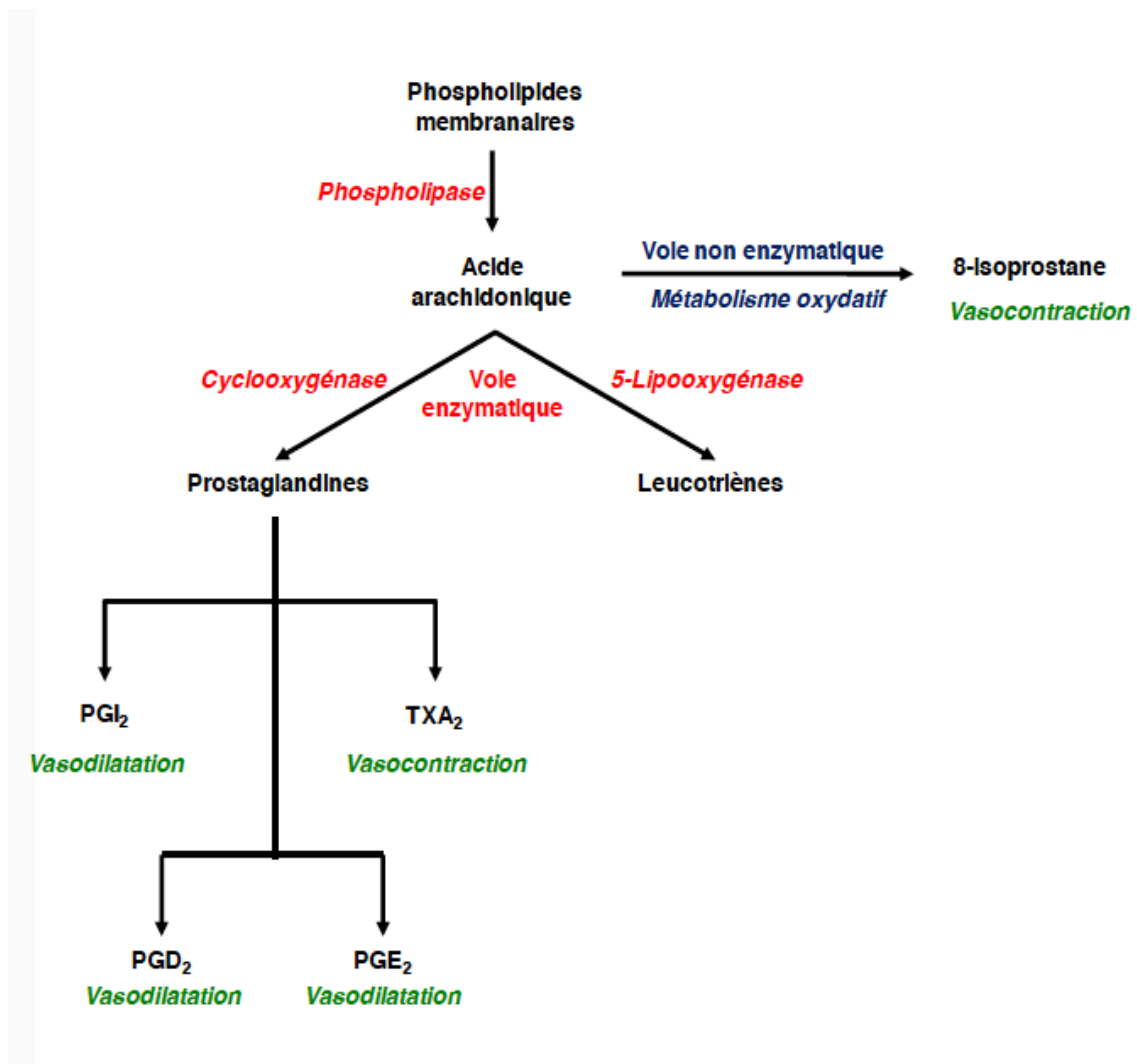 Phospholipides
membranaires
Phospholipase
Acide
arachidonique
Voie non enzymatique
Métabolisme oxydatif
8-isoprostane
Vasocontraction
Cyclooxygénase
Voie
enzymatique
5-Lipooxygénase
Prostaglandines
Leucotriènes
PGI₂
Vasodilatation
TXA₂
Vasocontraction
PGD₂
Vasodilatation
PGE₂
Vasodilatation